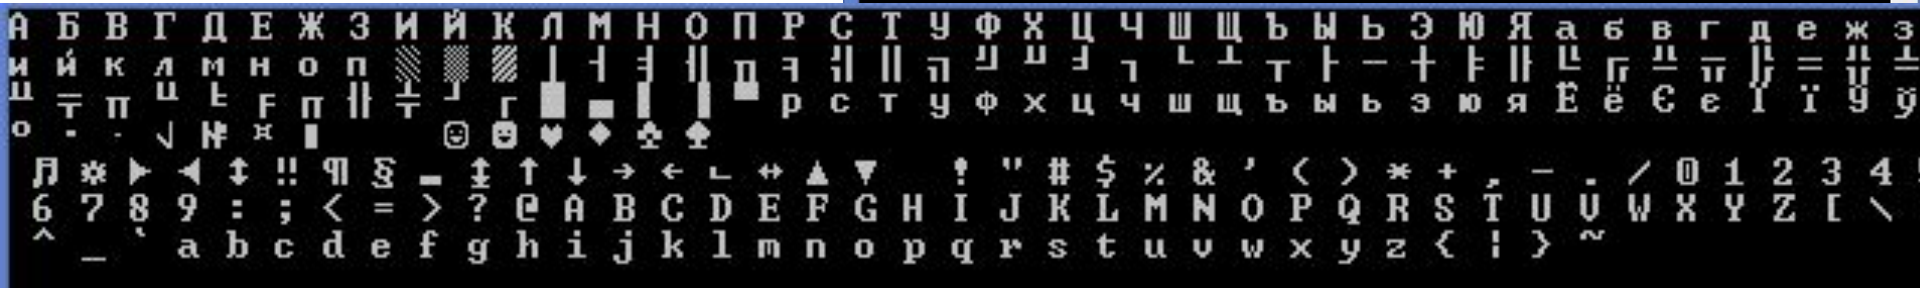 А Б В Г Д Е Ж З И Й К Л М Н О П Р С Т У Ф Х Ц Ч Ш Щ Ъ Ы Ь Э Ю Я а б в г д е ж з
и й к л м н о п ░ ▒ ▓ │ ┤ ╡ ╢ ╖ ╕ ╣ ║ ╗ ╝ ╜ ╛ ┐ └ ┴ ┬ ├ ─ ┼ ╞ ╟ ╚ ╔ ╩ ╦ ╠ ═ ╬ ╧
╨ ╤ ╥ ╙ ╘ ╒ ╓ ╫ ╪ ┘ ┌ █ ▄ ▌ ▐ ▀ р с т у ф х ц ч ш щ ъ ы ь э ю я Ё ё Є є Ї ї Ў ў
° ∙ · √ № ¤ ■ ☺ ☻ ♥ ♦ ♣ ♠
♫ ☼ ► ◄ ↕ ‼ ¶ § ▬ ↨ ↑ ↓ → ← ∟ ↔ ▲ ▼ ! " # $ % & ' ( ) * + , - . / 0 1 2 3 4
6 7 8 9 : ; < = > ? @ A B C D E F G H I J K L M N O P Q R S T U V W X Y Z [ \
^ _ ` a b c d e f g h i j k l m n o p q r s t u v w x y z { | } ~